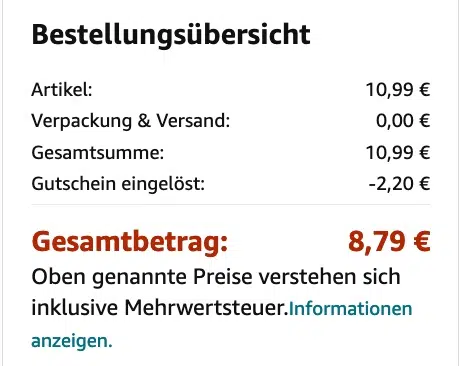 Bestellungsübersicht
Artikel: 10,99 €
Verpackung & Versand: 0,00 €
Gesamtsumme: 10,99 €
Gutschein eingelöst: -2,20 €
Gesamtbetrag: 8,79 €
Oben genannte Preise verstehen sich
inklusive Mehrwertsteuer.Informationen
anzeigen.